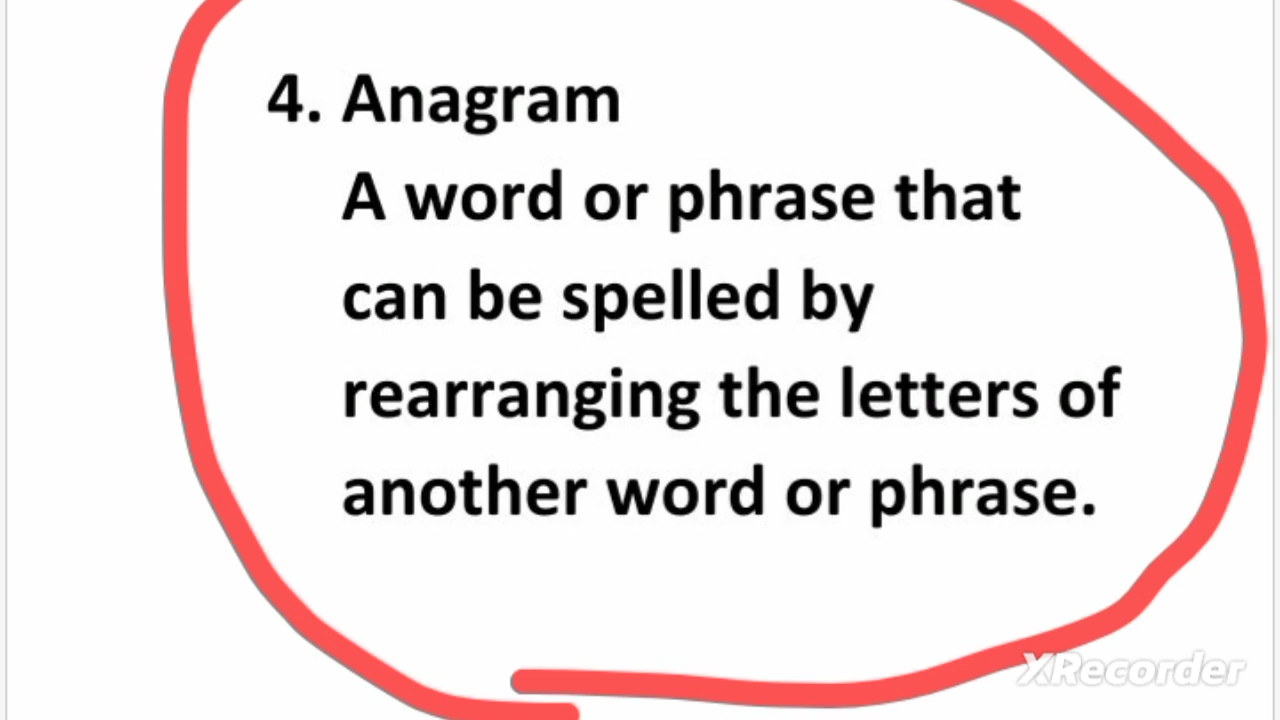 4. Anagram
A word or phrase that
can be spelled by
rearranging the letters of
another word or phrase.
XRecorder